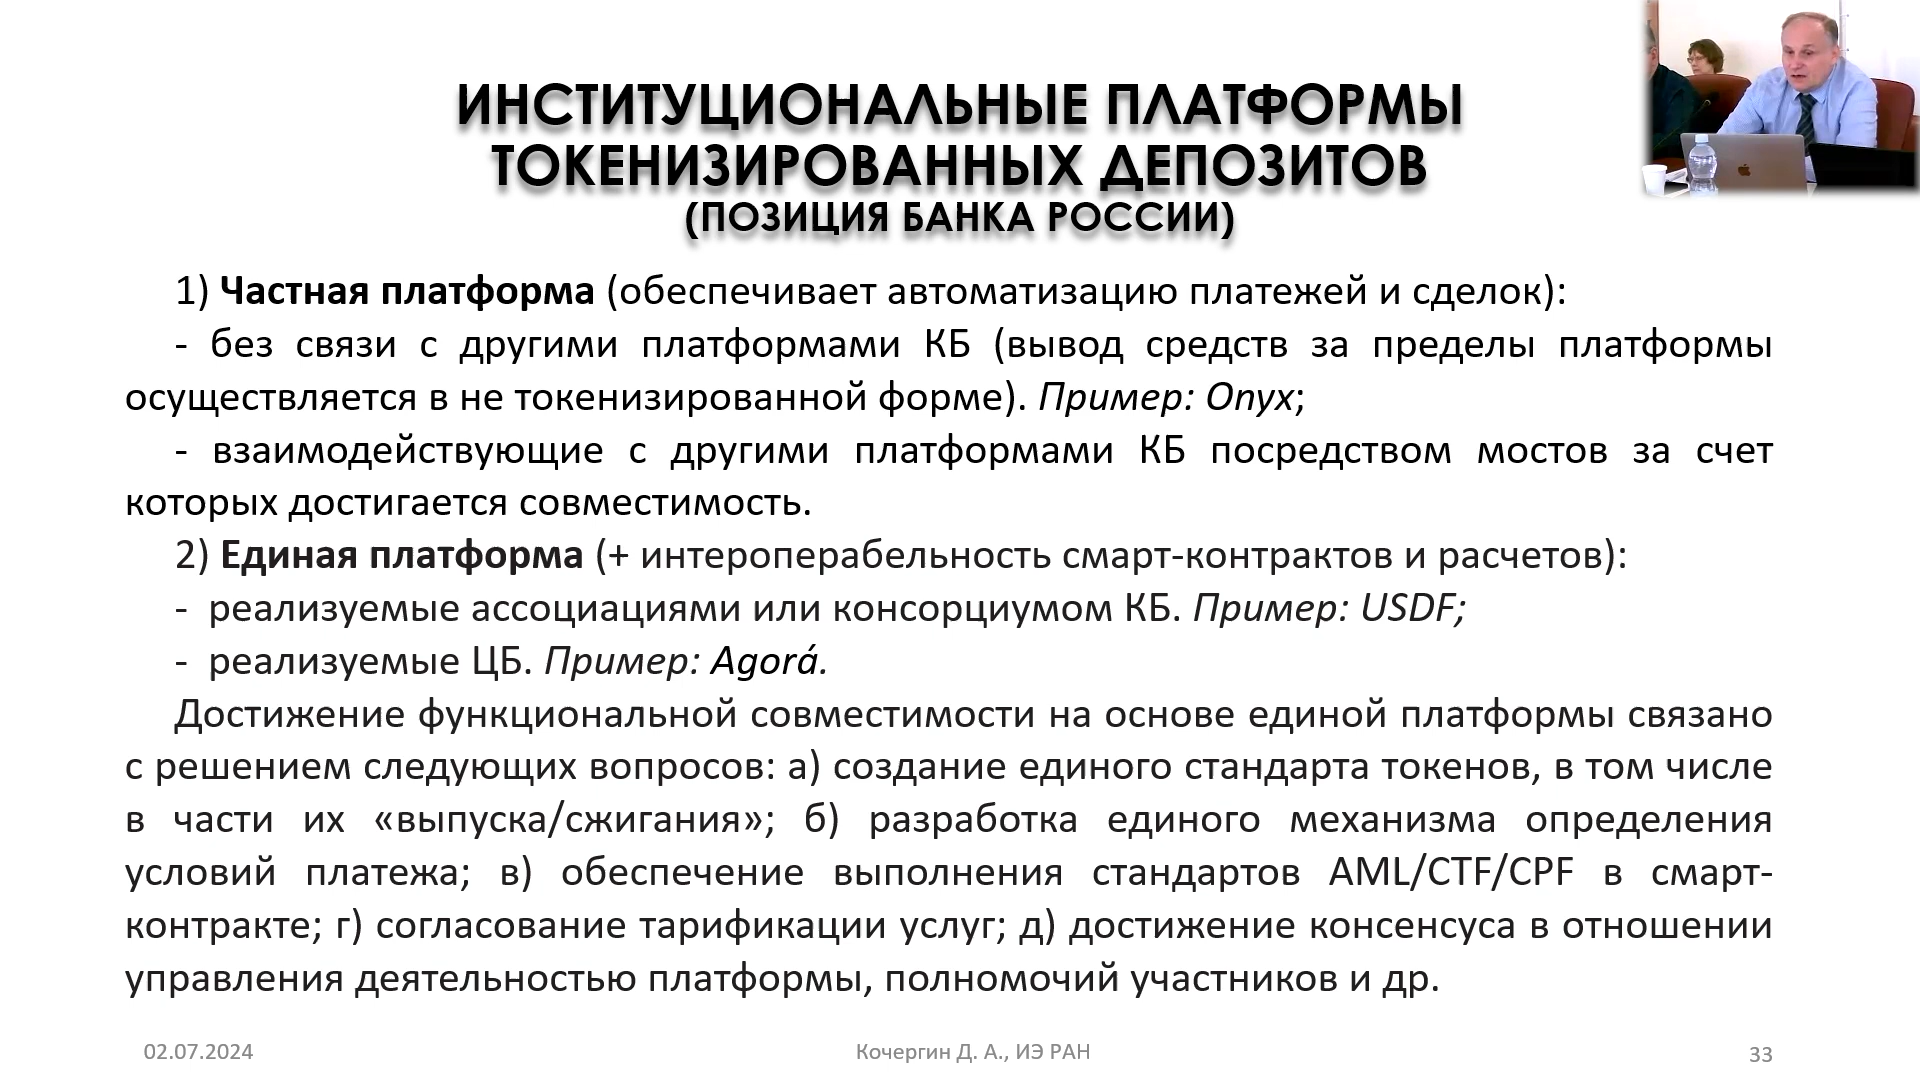 ИНСТИТУЦИОНАЛЬНЫЕ ПЛАТФОРМЫ
ТОКЕНИЗИРОВАННЫХ ДЕПОЗИТОВ
(ПОЗИЦИЯ БАНКА РОССИИ)
1) Частная платформа (обеспечивает автоматизацию платежей и сделок):
- без связи с другими платформами КБ (вывод средств за пределы платформы
осуществляется в не токенизированной форме). Пример: Onyx;
- взаимодействующие с другими платформами КБ посредством мостов за счет
которых достигается совместимость.
2) Единая платформа (+ интероперабельность смарт-контрактов и расчетов):
- реализуемые ассоциациями или консорциумом КБ. Пример: USDF;
- реализуемые ЦБ. Пример: Agorá.
Достижение функциональной совместимости на основе единой платформы связано
с решением следующих вопросов: а) создание единого стандарта токенов, в том числе
в части их «выпуска/сжигания»; б) разработка единого механизма определения
условий платежа; в) обеспечение выполнения стандартов AML/CTF/CPF в смарт-
контракте; г) согласование тарификации услуг; д) достижение консенсуса в отношении
управления деятельностью платформы, полномочий участников и др.
02.07.2024
Кочергин Д. А., ИЭ РАН
33